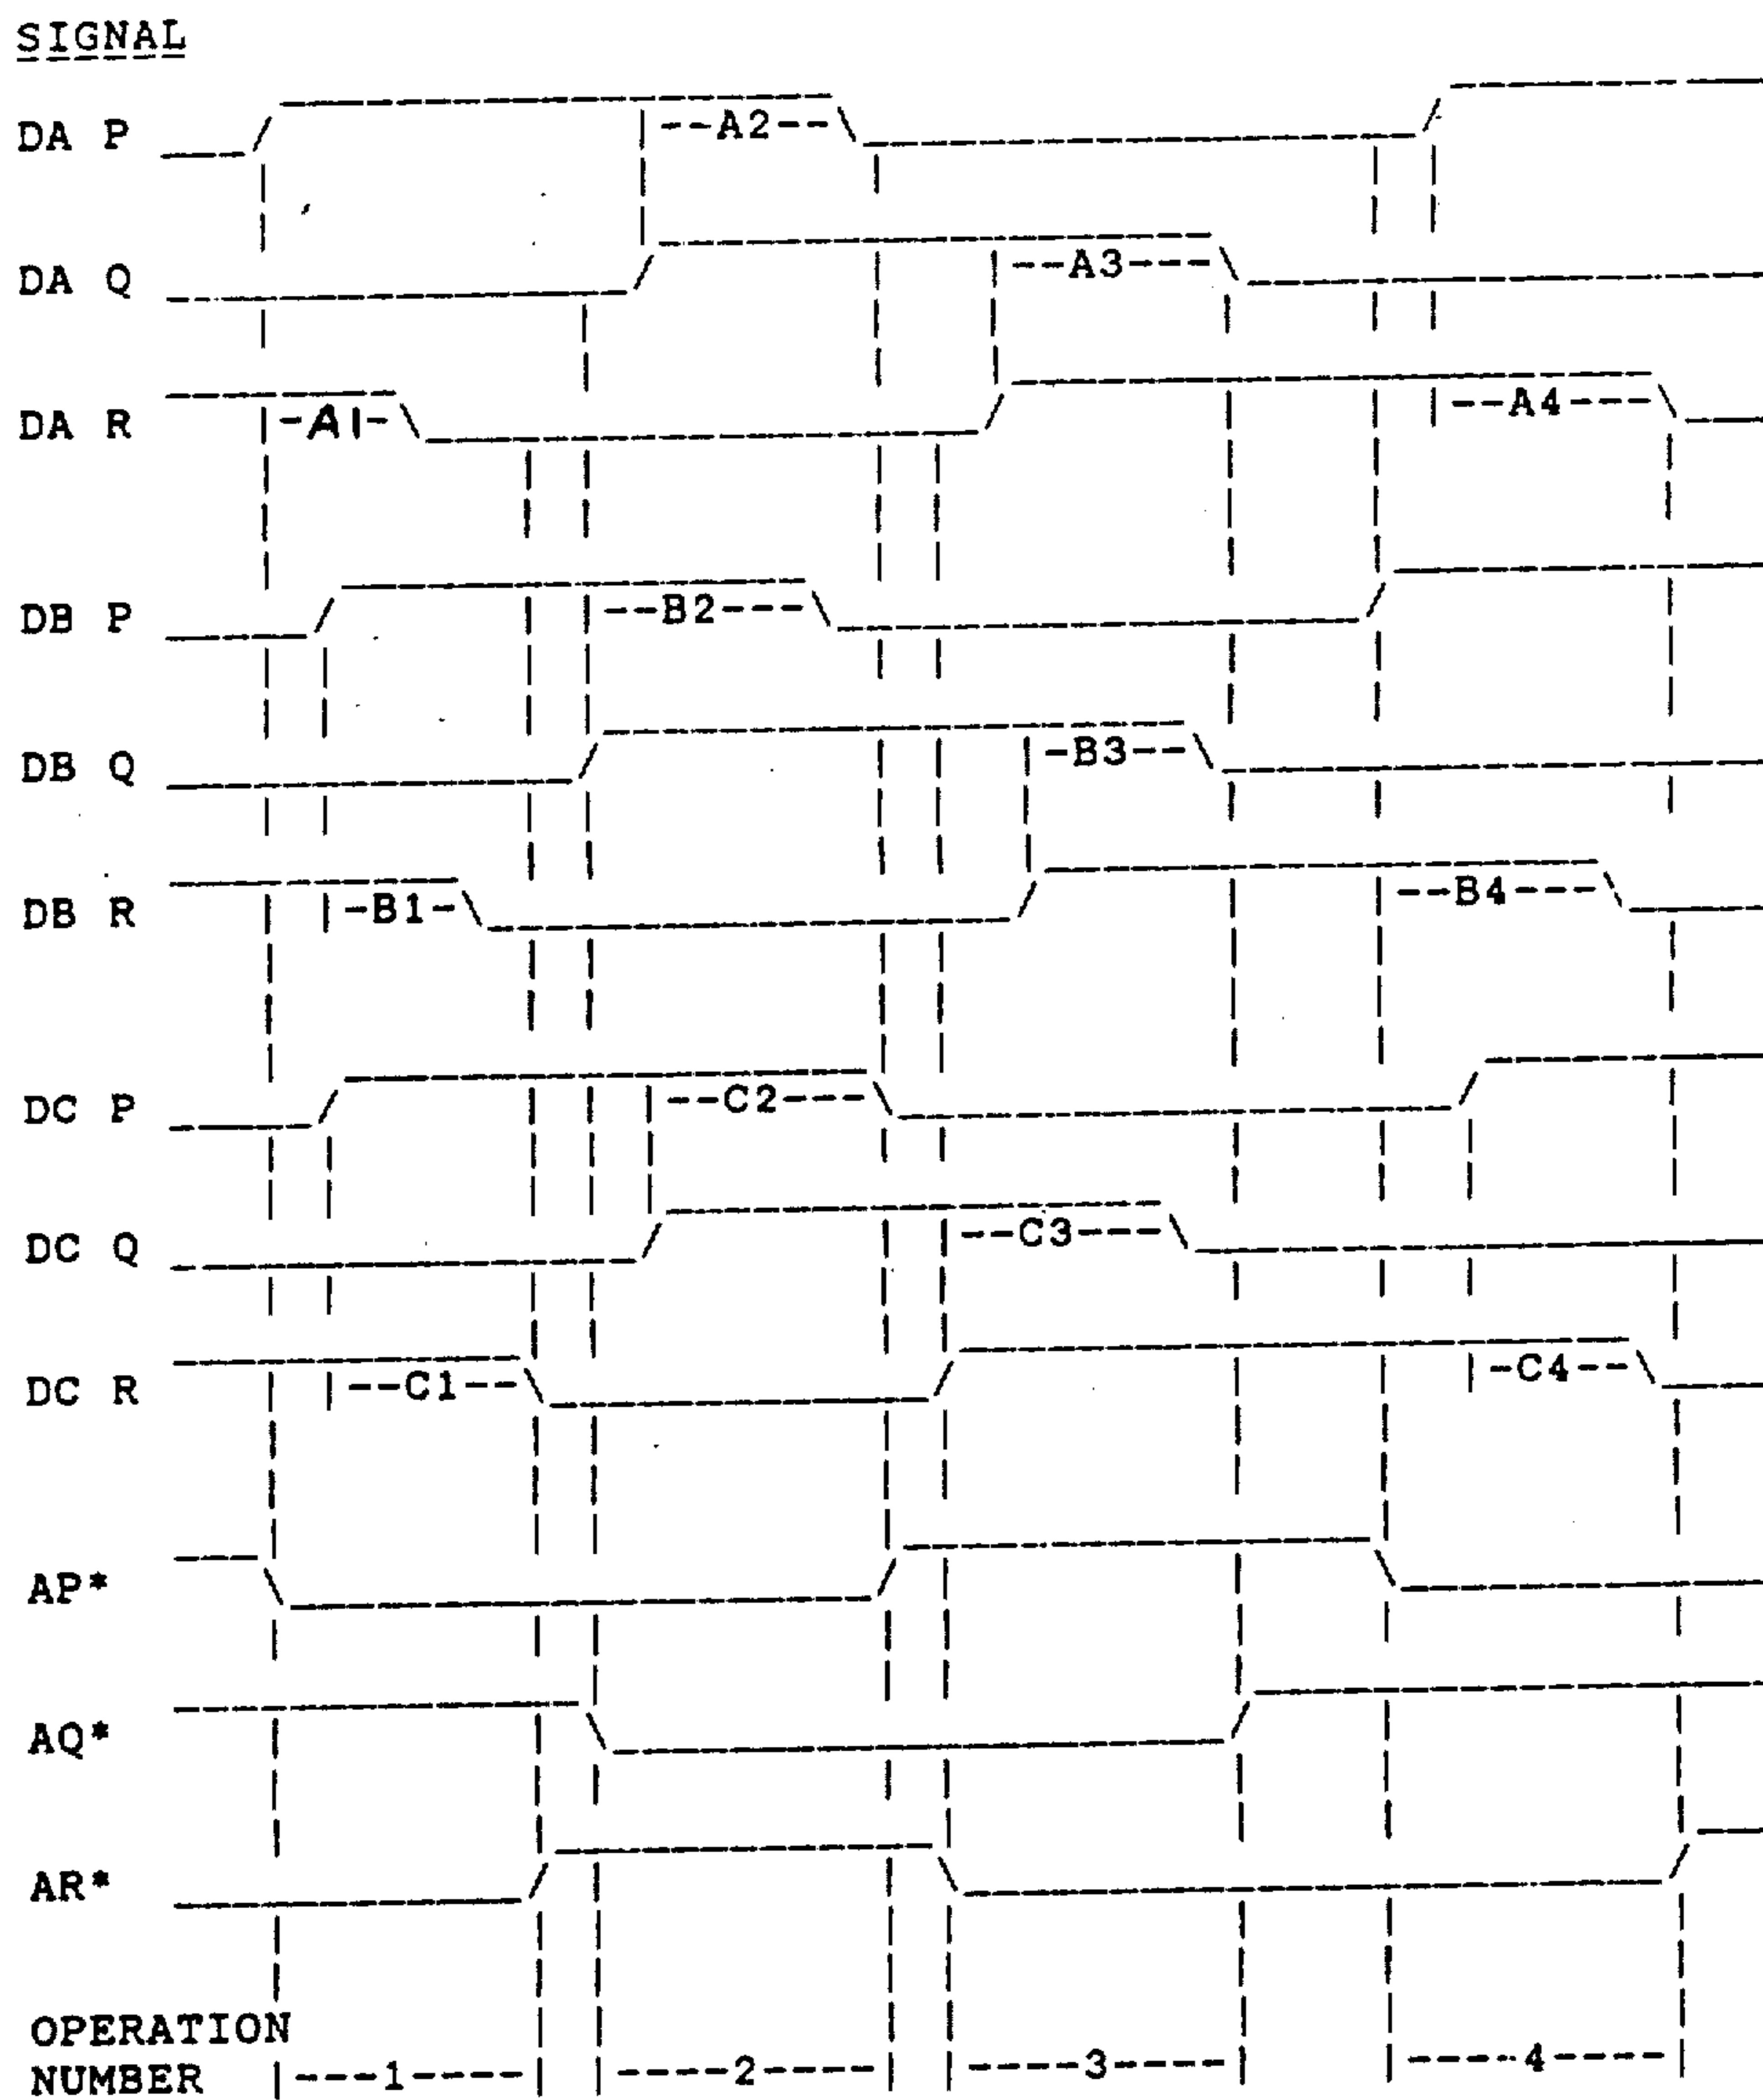 SIGNAL
DA P
--A2--
DA Q
--A3----
DA R
-A1-
--A4----
DB P
--B2---
DB Q
-B3--
DB R
-B1-
--B4----
DC P
--C2----
DC Q
--C3----
DC R
--C1--
-C4--
AP*
AQ*
AR*
OPERATION
NUMBER |---1----| |----2----| |----3----| |----4----|